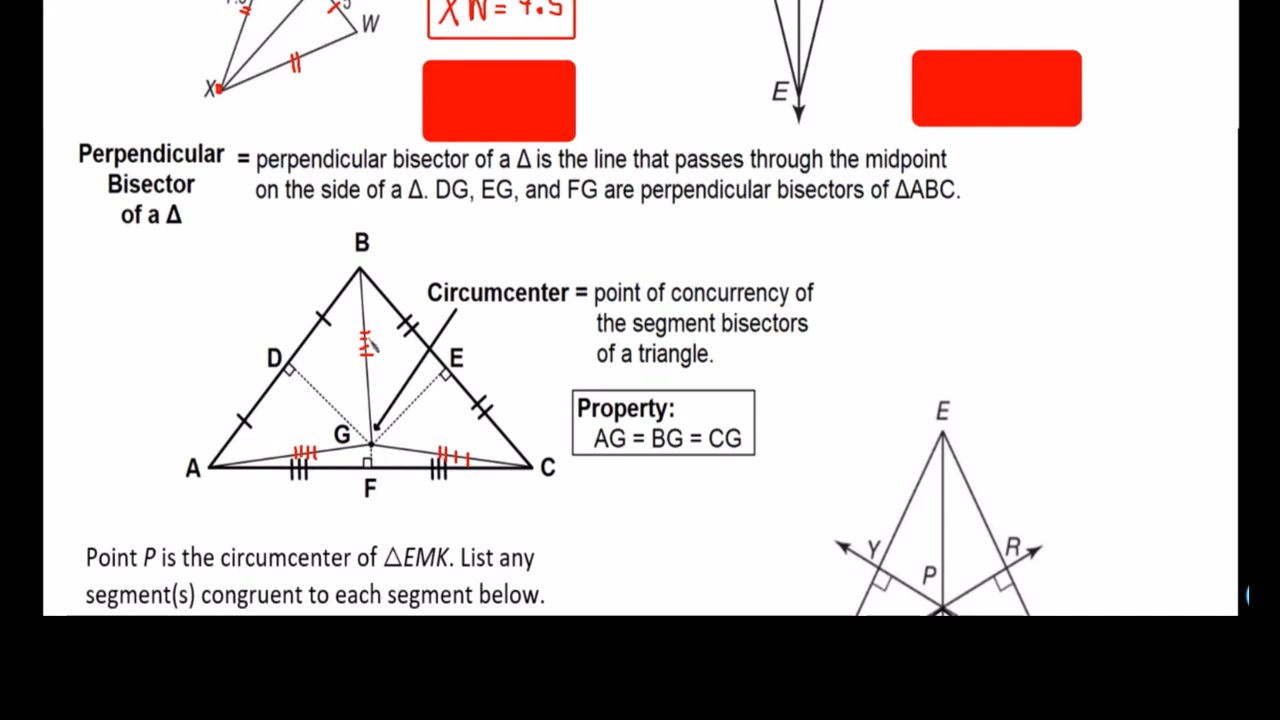 XN = 4.5
W
X
E
Perpendicular = perpendicular bisector of a Δ is the line that passes through the midpoint
Bisector on the side of a Δ. DG, EG, and FG are perpendicular bisectors of ΔABC.
of a Δ
B
Circumcenter = point of concurrency of
the segment bisectors
of a triangle.
D
E
Property:
AG = BG = CG
G
A
C
F
E
Point P is the circumcenter of △EMK. List any
segment(s) congruent to each segment below.
Y
R
P